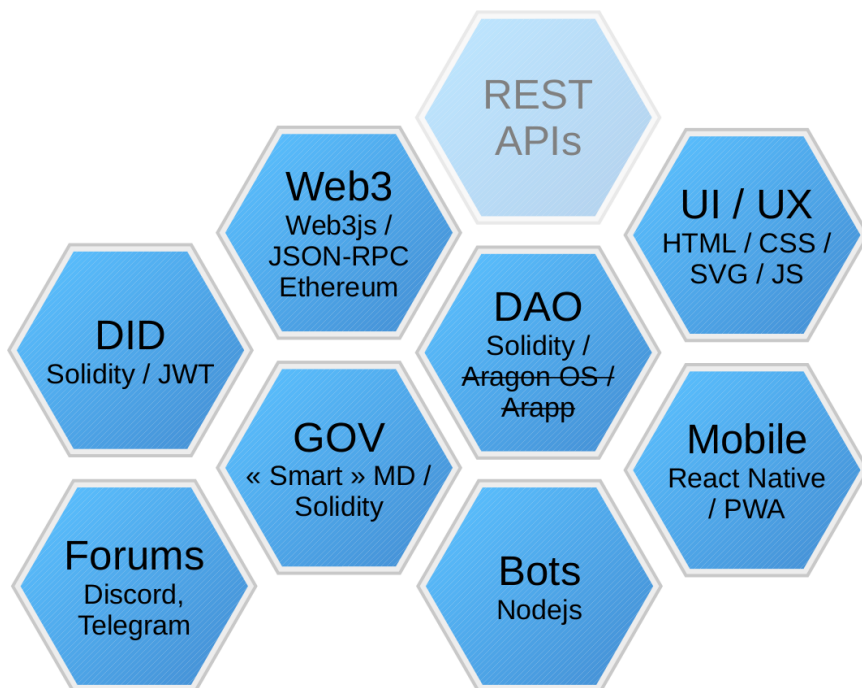 REST
APIs
Web3
Web3js /
JSON-RPC
Ethereum
UI / UX
HTML / CSS /
SVG / JS
DID
Solidity / JWT
DAO
Solidity /
Aragon OS /
Arapp
GOV
« Smart » MD /
Solidity
Mobile
React Native
/ PWA
Forums
Discord,
Telegram
Bots
Nodejs